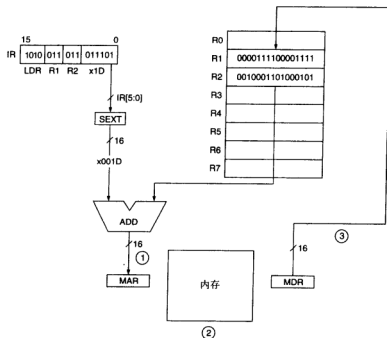 15 0
IR 1010 011 011 011101
LDR R1 R2 x1D
IR[5:0]
SEXT
16
x001D
ADD
16
①
MAR
R0
R1 0000111100001111
R2 0010001101000101
R3
R4
R5
R6
R7
内存
②
16
③
MDR